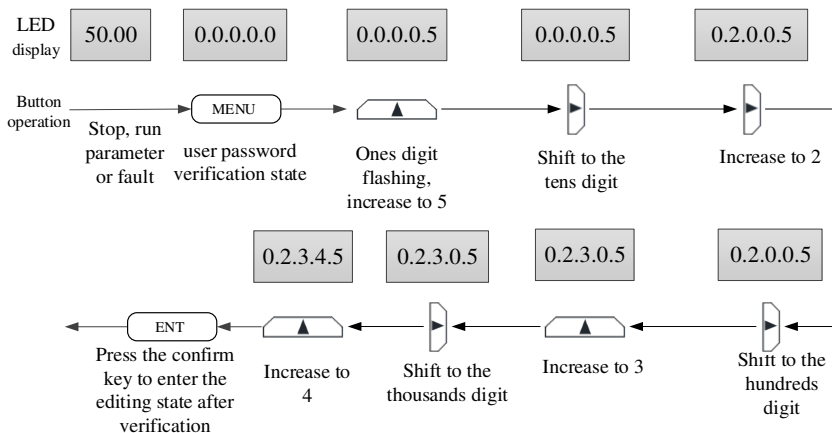 LED
display
50.00
0.0.0.0.0
0.0.0.0.5
0.0.0.0.5
0.2.0.0.5
Button
operation
Stop, run
parameter
or fault
MENU
user password
verification state
Ones digit
flashing,
increase to 5
Shift to the
tens digit
Increase to 2
0.2.3.4.5
0.2.3.0.5
0.2.3.0.5
0.2.0.0.5
ENT
Press the confirm
key to enter the
editing state after
verification
Increase to
4
Shift to the
thousands digit
Increase to 3
Shift to the
hundreds
digit